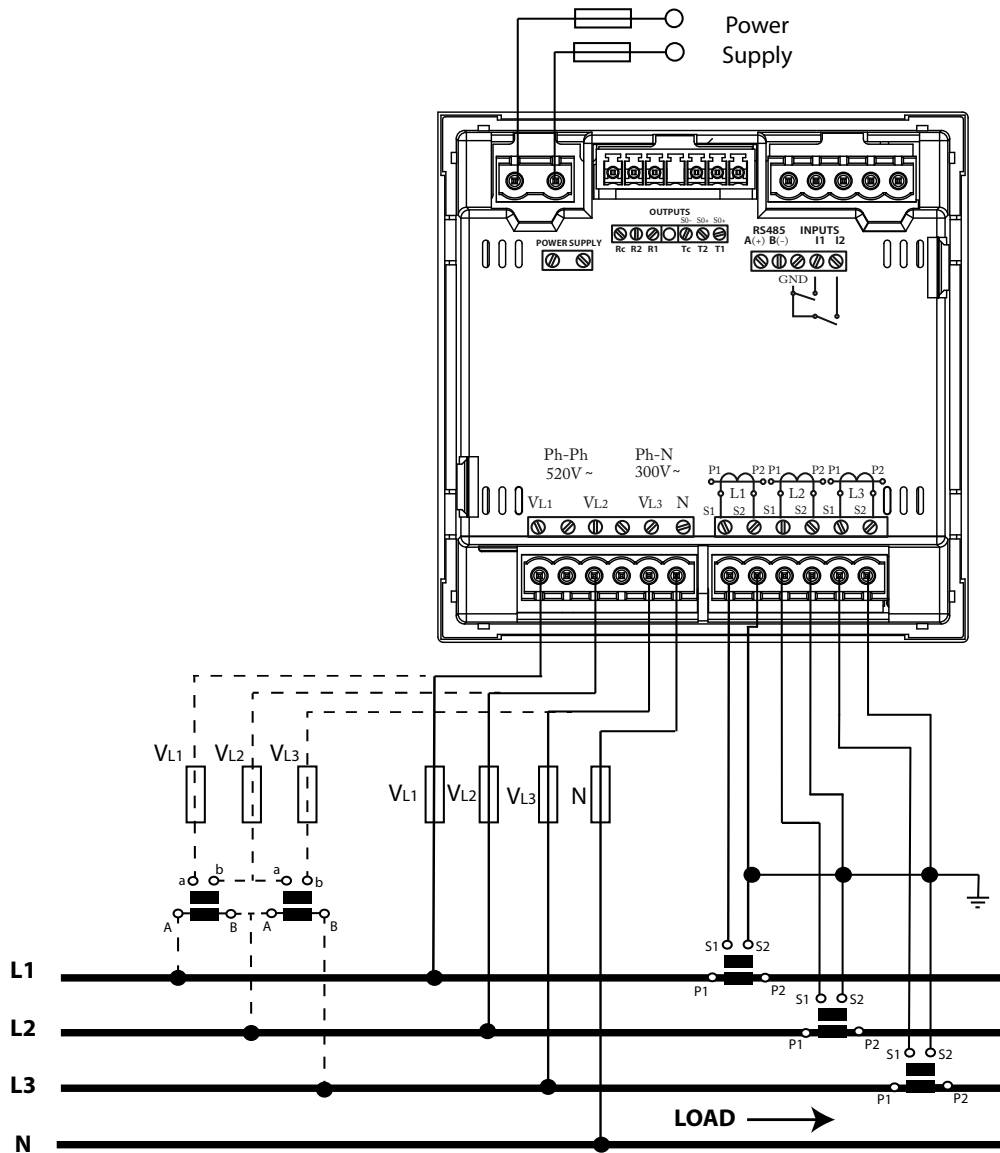 Power
Supply
OUTPUTS
S0- S0+ S0+
Rc R2 R1 Tc T2 T1
POWER SUPPLY
RS485 INPUTS
A(+) B(-) I1 I2
GND
Ph-Ph Ph-N
520V~ 300V~
VL1 VL2 VL3 N
P1 P2 P1 P2 P1 P2
L1 L2 L3
S1 S2 S1 S2 S1 S2
VL1 VL2 VL3
VL1 VL2 VL3 N
a b a b
A B A B
S1 S2
L1
P1 P2
S1 S2
L2
P1 P2
S1 S2
L3
P1 P2
LOAD
N